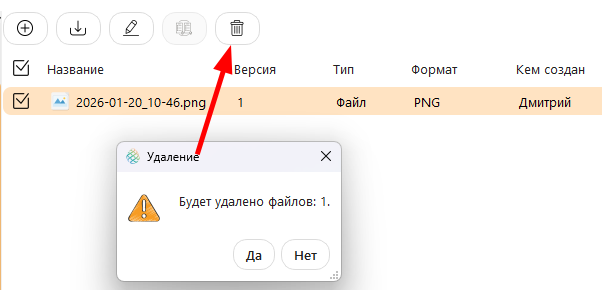 Название Версия Тип Формат Кем создан
2026-01-20_10-46.png 1 Файл PNG Дмитрий
Удаление
Будет удалено файлов: 1.
Да Нет